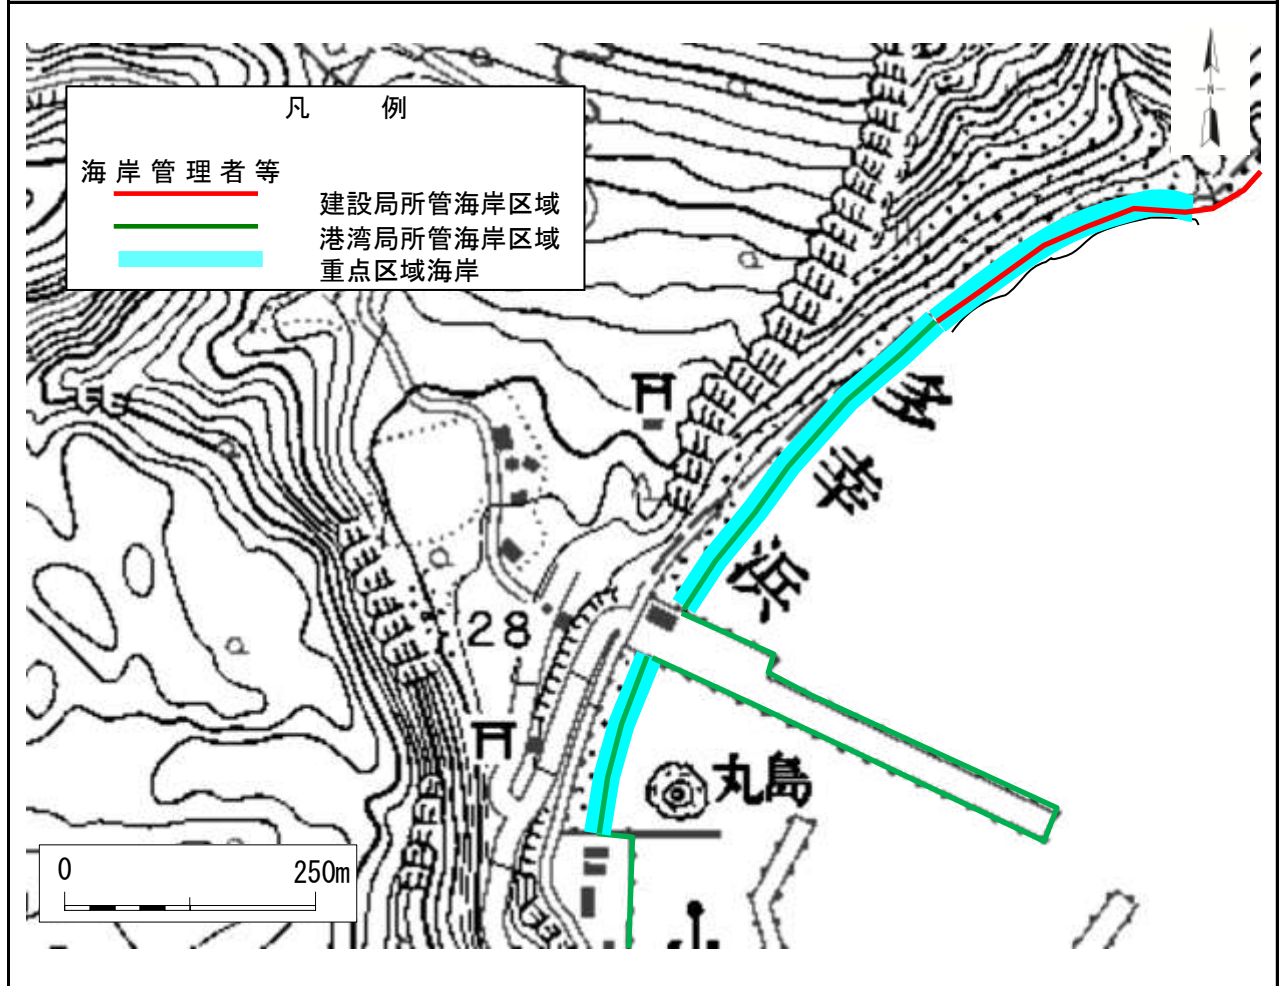 N
凡 例
海岸管理者等
建設局所管海岸区域
港湾局所管海岸区域
重点区域海岸
多幸浜
28
丸島
0 250m